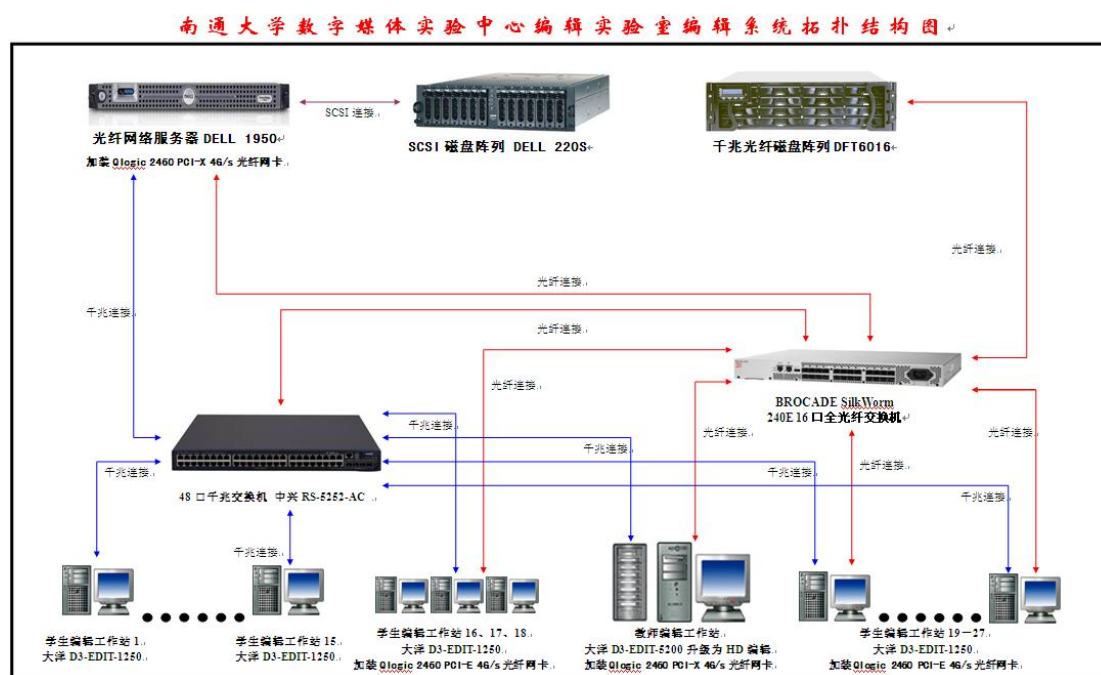 南通大学数字媒体实验中心编辑实验室编辑系统拓扑结构图
SCSI 连接
光纤网络服务器 DELL 1950
加装 Qlogic 2460 PCI-X 4G/s 光纤网卡
SCSI 磁盘阵列 DELL 220S
千兆光纤磁盘阵列 DFT6016
光纤连接
光纤连接
千兆连接
光纤连接
光纤连接
BROCADE SilkWorm
240E 16 口全光纤交换机
千兆连接
光纤连接
光纤连接
千兆连接
千兆连接
千兆连接
光纤连接
48 口千兆交换机 中兴 RS-5252-AC
千兆连接
千兆连接
学生编辑工作站 1
大洋 D3-EDIT-1250
学生编辑工作站 15
大洋 D3-EDIT-1250
学生编辑工作站 16、17、18
大洋 D3-EDIT-1250
加装 Qlogic 2460 PCI-E 4G/s 光纤网卡
教师编辑工作站
大洋 D3-EDIT-5200 升级为 HD 编辑
加装 Qlogic 2460 PCI-X 4G/s 光纤网卡
学生编辑工作站 19－27
大洋 D3-EDIT-1250
加装 Qlogic 2460 PCI-E 4G/s 光纤网卡